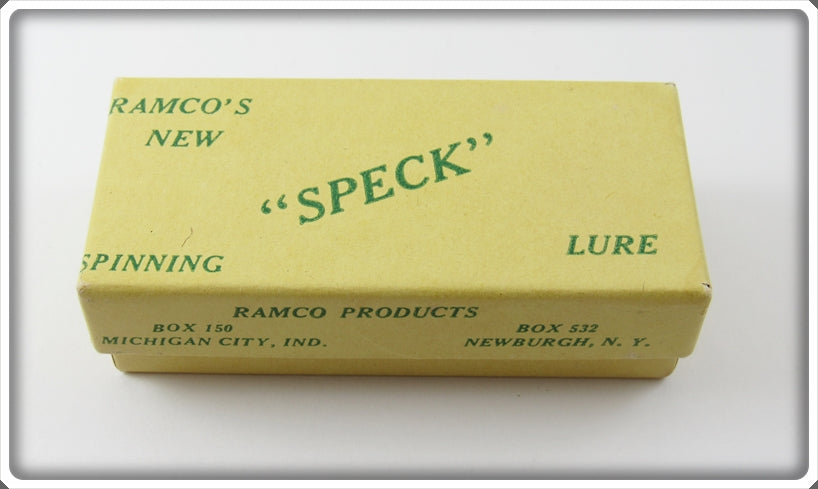 RAMCO'S
NEW
"SPECK"
SPINNING
LURE
RAMCO PRODUCTS
BOX 150
MICHIGAN CITY, IND.
BOX 532
NEWBURGH, N. Y.